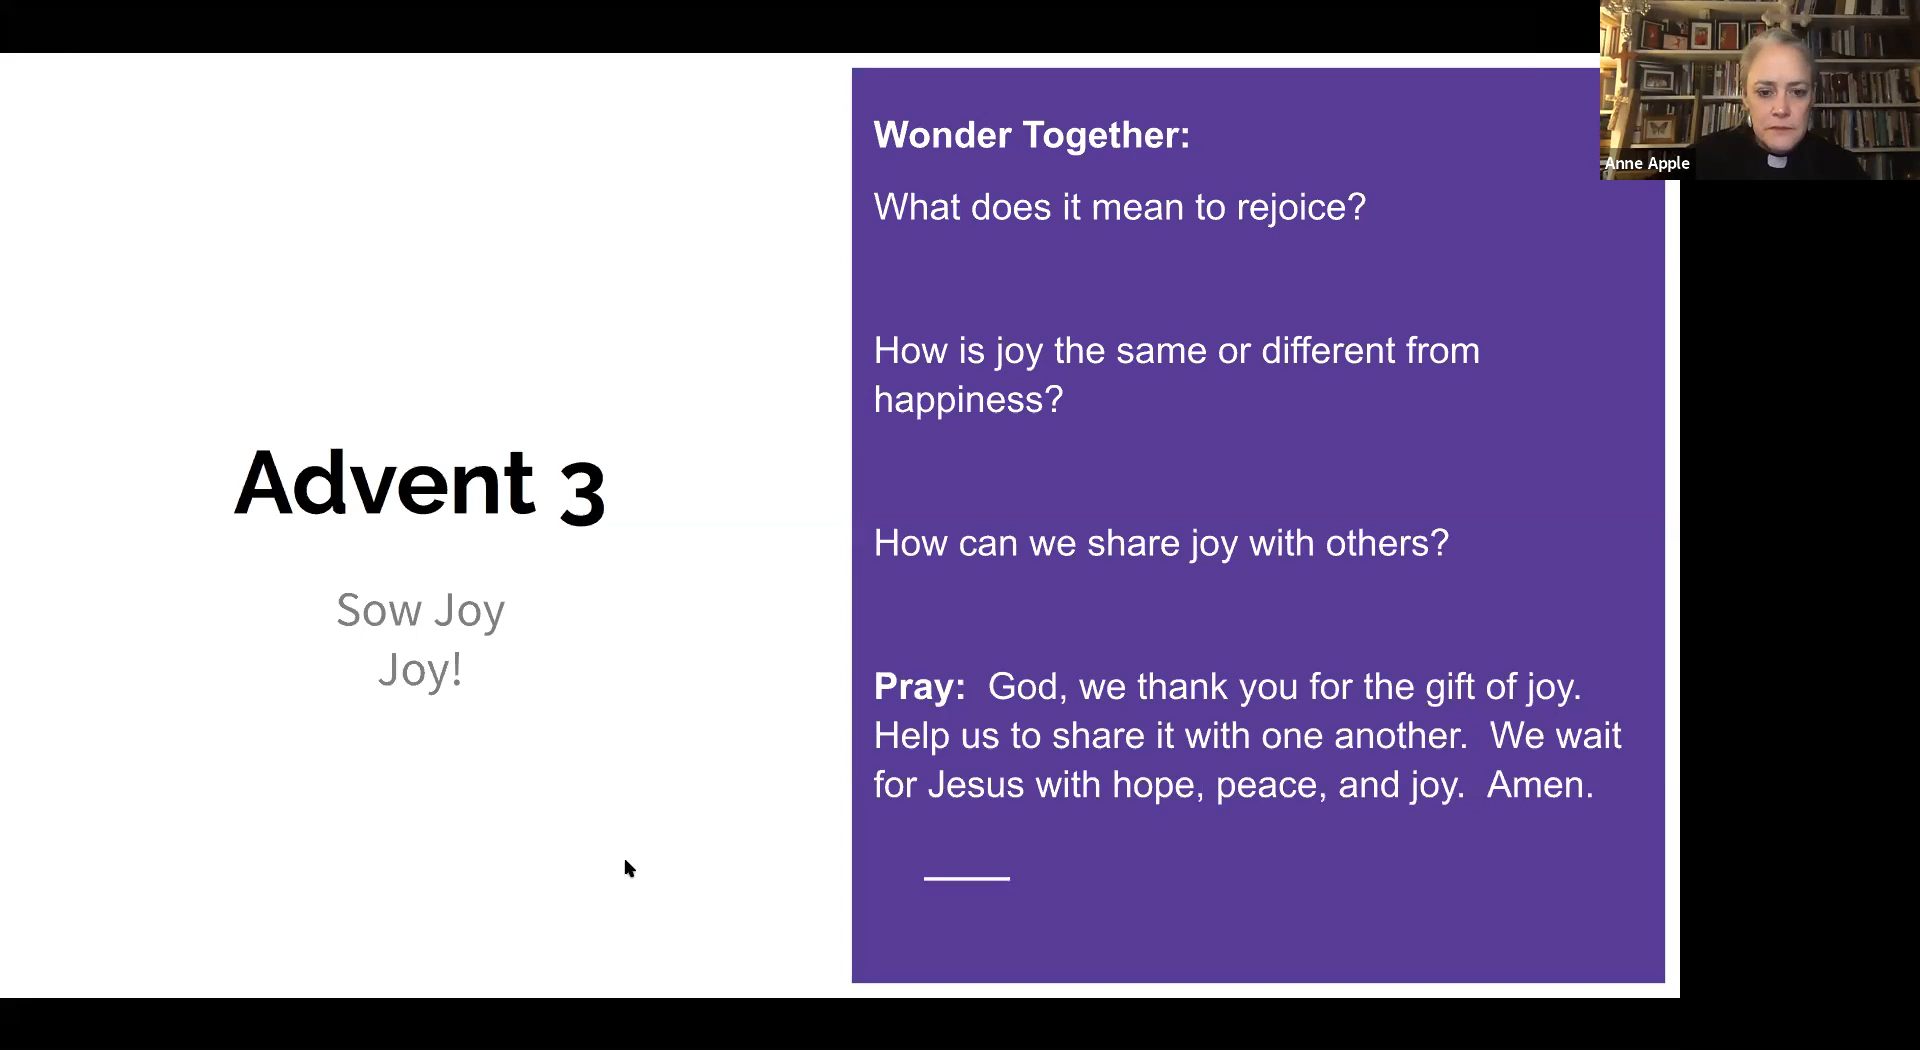 Advent 3
Sow Joy
Joy!
Wonder Together:
What does it mean to rejoice?
How is joy the same or different from
happiness?
How can we share joy with others?
Pray:  God, we thank you for the gift of joy.
Help us to share it with one another.  We wait
for Jesus with hope, peace, and joy.  Amen.
Anne Apple